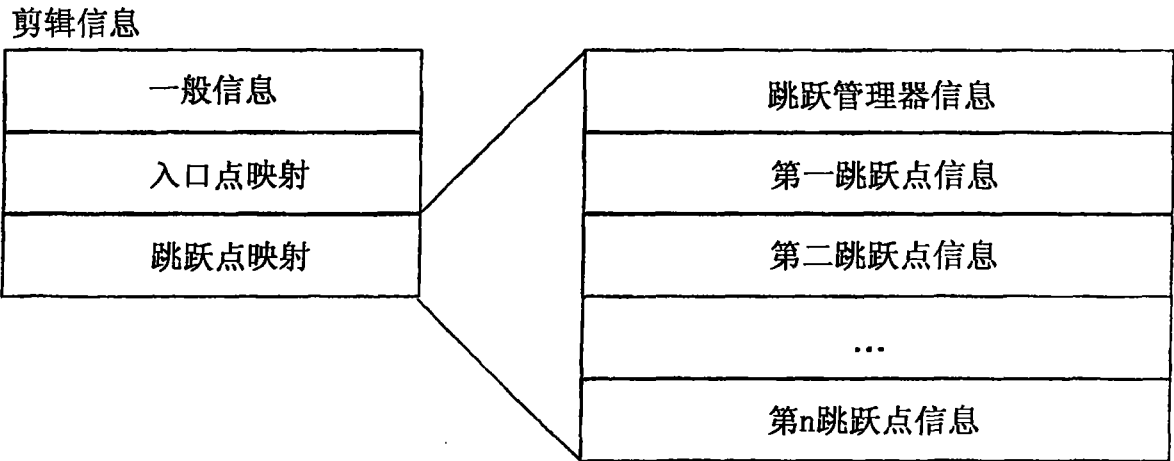 剪辑信息
一般信息
入口点映射
跳跃点映射
跳跃管理器信息
第一跳跃点信息
第二跳跃点信息
...
第n跳跃点信息